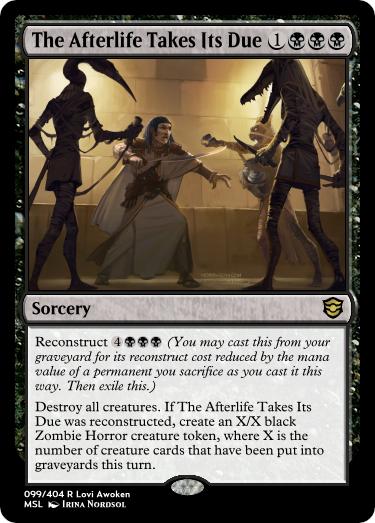 The Afterlife Takes Its Due 1
Sorcery
Reconstruct 4 (You may cast this from your
graveyard for its reconstruct cost reduced by the mana
value of a permanent you sacrifice as you cast it
this way. Then exile this.)
Destroy all creatures. If The Afterlife Takes Its
Due was reconstructed, create an X/X black
Zombie Horror creature token, where X is the
number of creature cards that have been put into
graveyards this turn.
099/404 R Lovi Awoken
MSL Irina Nordsol